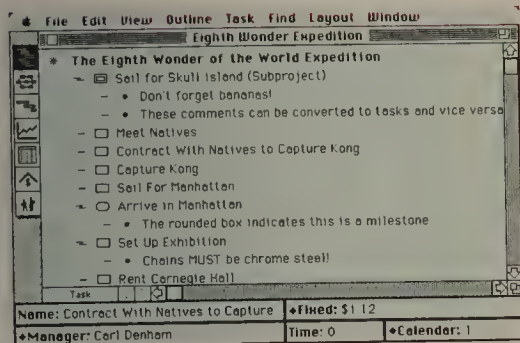 File Edit View Outline Task Find Layout Window
Eighth Wonder Expedition
The Eighth Wonder of the World Expedition
Sail for Skull Island (Subproject)
Don't forget bananas!
These comments can be converted to tasks and vice versa
Meet Natives
Contract With Natives to Capture Kong
Capture Kong
Sail For Manhattan
Arrive in Manhattan
The rounded box indicates this is a milestone
Set Up Exhibition
Chains MUST be chrome steel!
Rent Carnegie Hall
Task
Name: Contract With Natives to Capture
Fixed: $1 12
Manager: Carl Denham
Time: 0
Calendar: 1